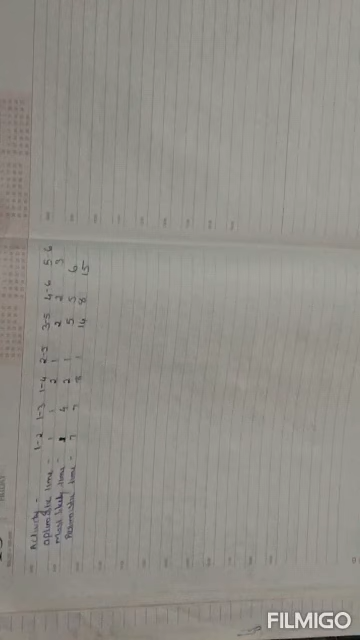 Activity - 1-2 1-3 1-4 2-5 3-5 4-6 5-6
optimistic time - 1 1 2 1 2 2 3
most likely time - 4 2 1 5 5 6
Pessimistic time - 7 7 8 1 14 8 15
FILMIGO